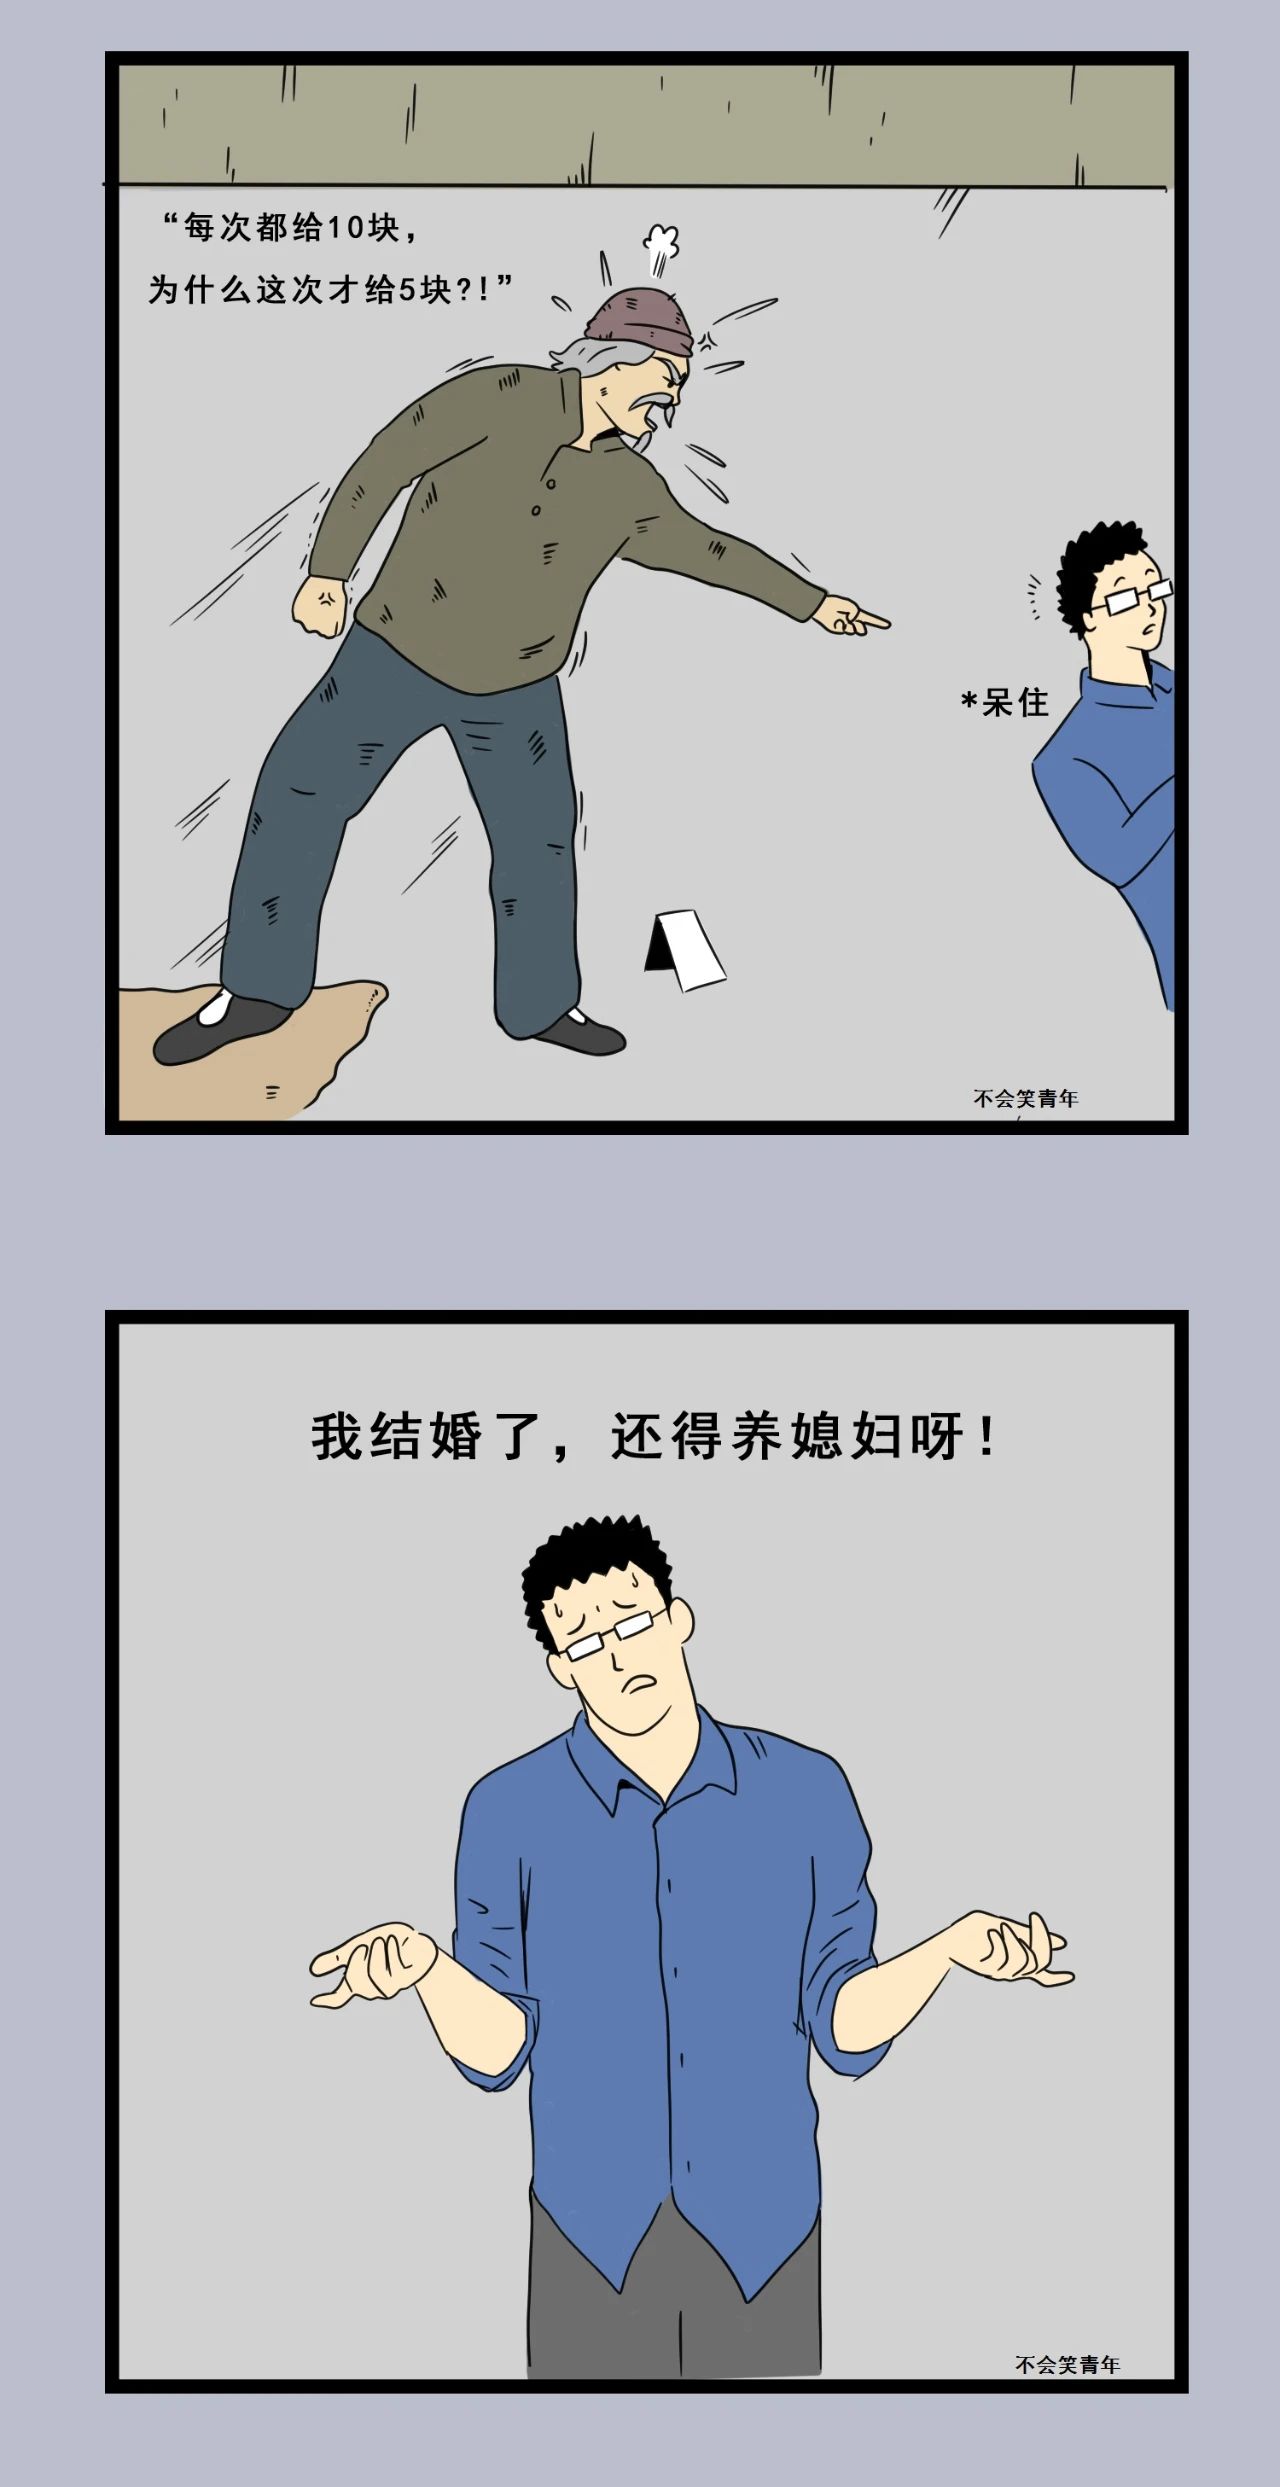 “每次都给10块，
为什么这次才给5块?!”
*呆住
不会笑青年
我结婚了，还得养媳妇呀！
不会笑青年